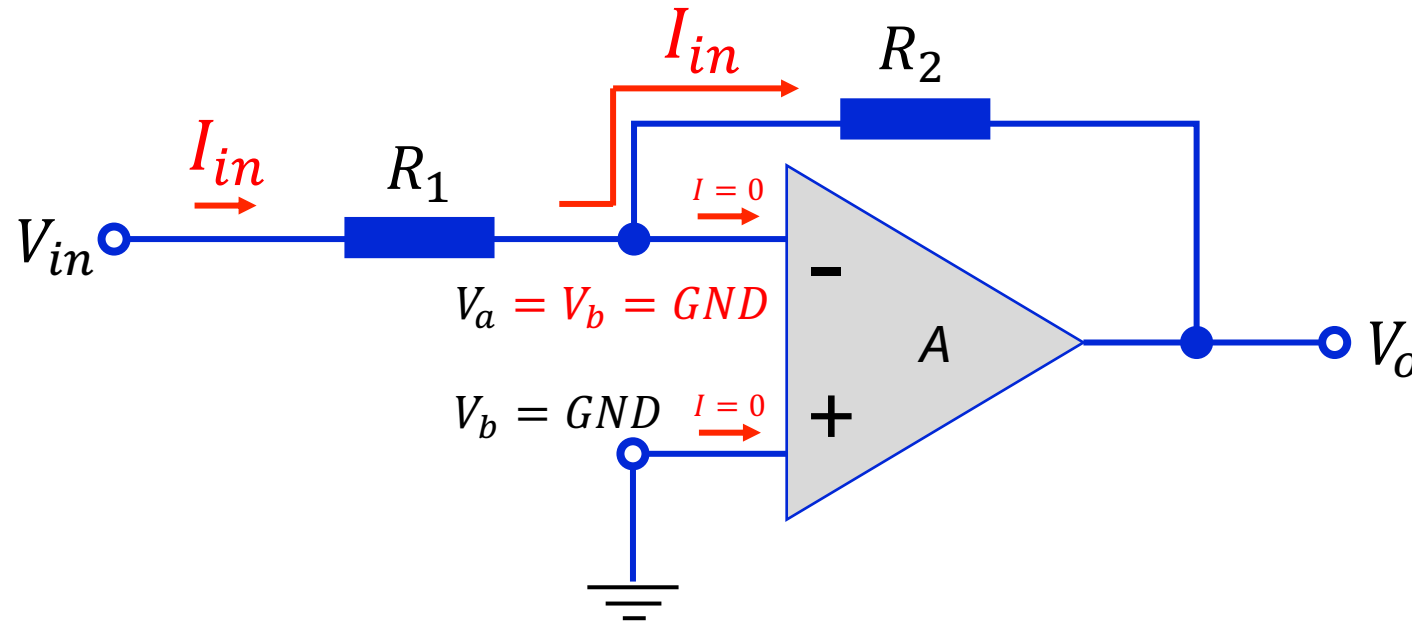 I_in
R_2
I_in
R_1
I = 0
V_in
-
V_a = V_b = GND
A
V_o
V_b = GND
I = 0
+